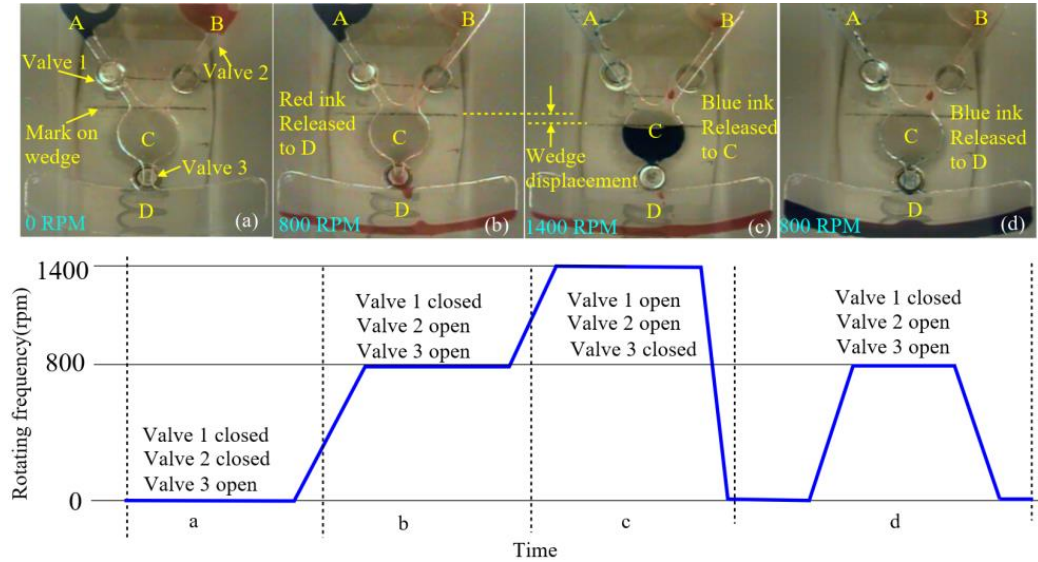 A
B
Valve 1
Valve 2
Mark on
wedge
C
Valve 3
D
0 RPM
(a)
A
B
Red ink
Released
to D
C
D
800 RPM
(b)
A
B
C
Blue ink
Released
to C
Wedge
displacement
D
1400 RPM
(c)
A
B
C
Blue ink
Released
to D
D
800 RPM
(d)
Rotating frequency(rpm)
1400
800
0
Valve 1 closed
Valve 2 closed
Valve 3 open
Valve 1 closed
Valve 2 open
Valve 3 open
Valve 1 open
Valve 2 open
Valve 3 closed
Valve 1 closed
Valve 2 open
Valve 3 open
a
b
c
d
Time